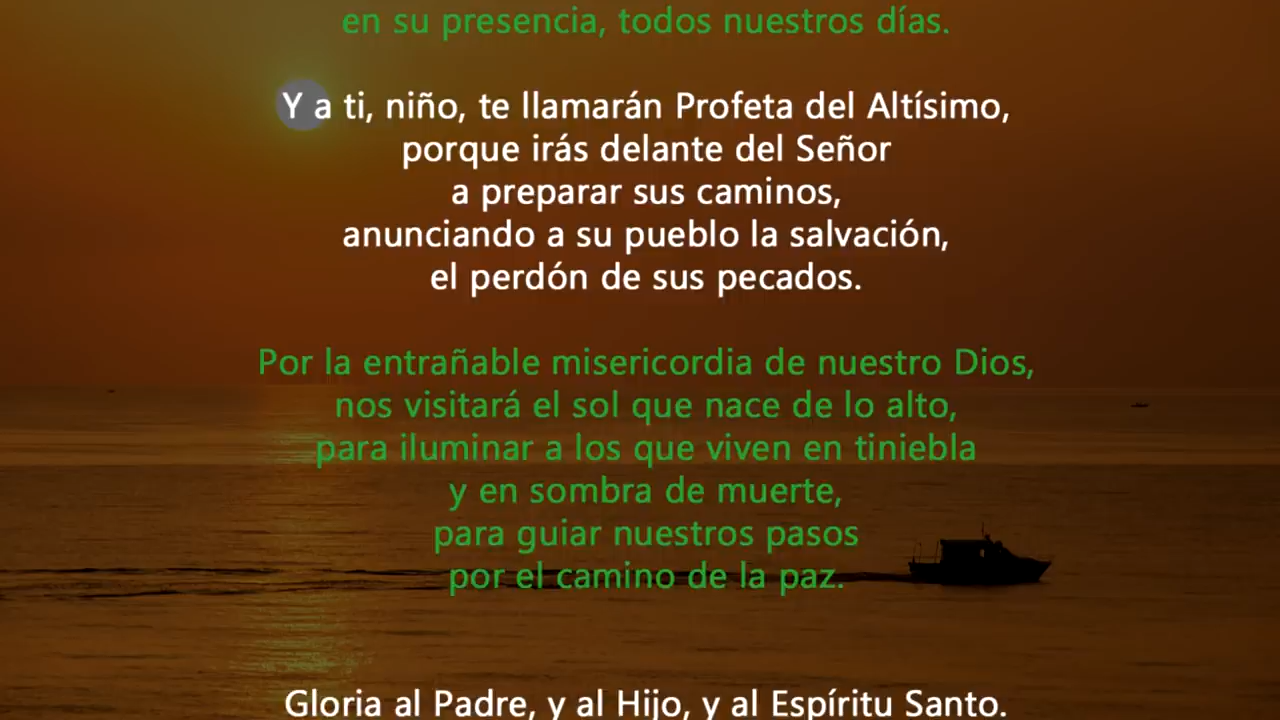 en su presencia, todos nuestros días.
Y a ti, niño, te llamarán Profeta del Altísimo,
porque irás delante del Señor
a preparar sus caminos,
anunciando a su pueblo la salvación,
el perdón de sus pecados.
Por la entrañable misericordia de nuestro Dios,
nos visitará el sol que nace de lo alto,
para iluminar a los que viven en tiniebla
y en sombra de muerte,
para guiar nuestros pasos
por el camino de la paz.
Gloria al Padre, y al Hijo, y al Espíritu Santo.